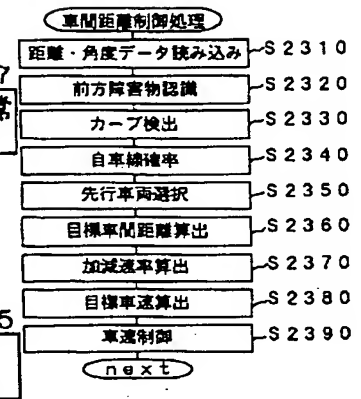 車間距離制御処理
距離・角度データ読み込み S2310
前方障害物認識 S2320
カーブ検出 S2330
自車線確率 S2340
先行車両選択 S2350
目標車間距離算出 S2360
加減速率算出 S2370
目標車速算出 S2380
車速制御 S2390
next
7
常
5